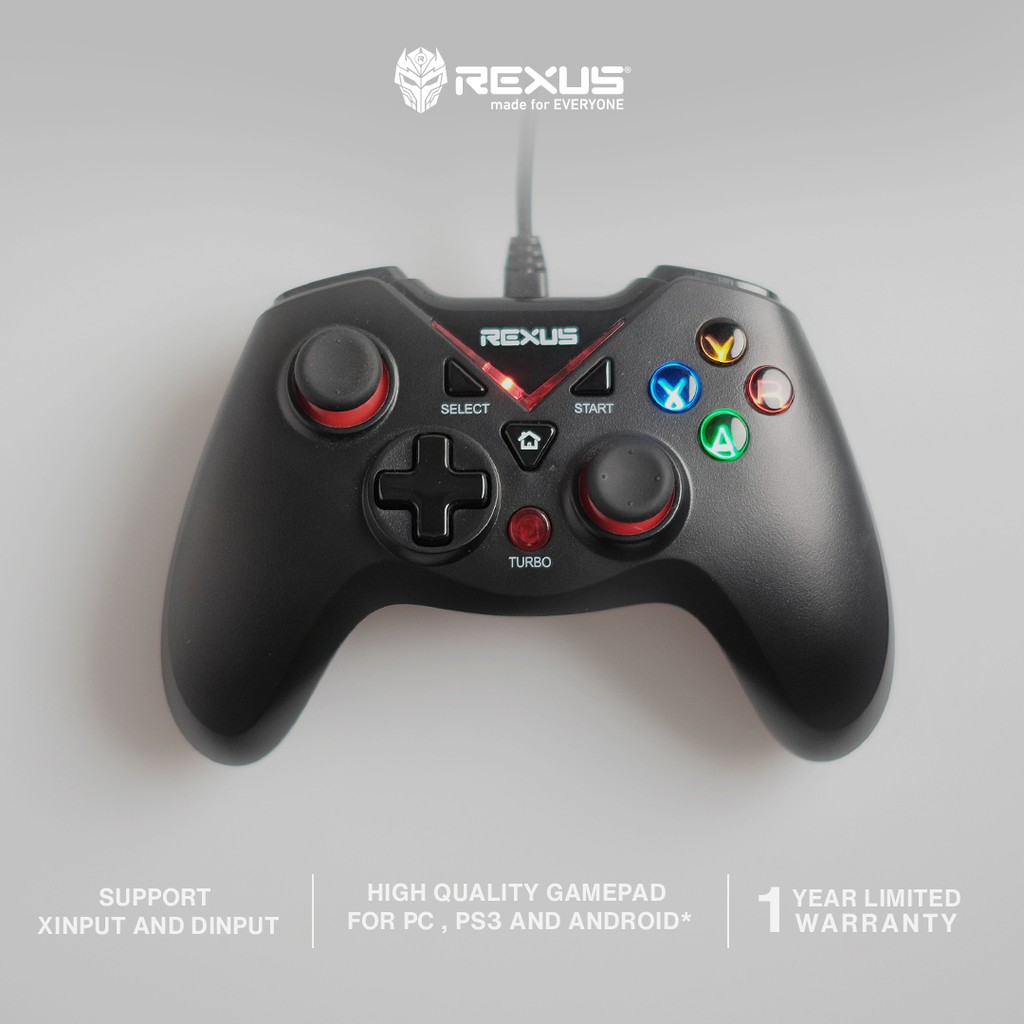 REXUS®
made for EVERYONE
REXUS
SELECT
START
TURBO
Y
X
B
A
SUPPORT
XINPUT AND DINPUT
HIGH QUALITY GAMEPAD
FOR PC , PS3 AND ANDROID*
1 YEAR LIMITED
WARRANTY